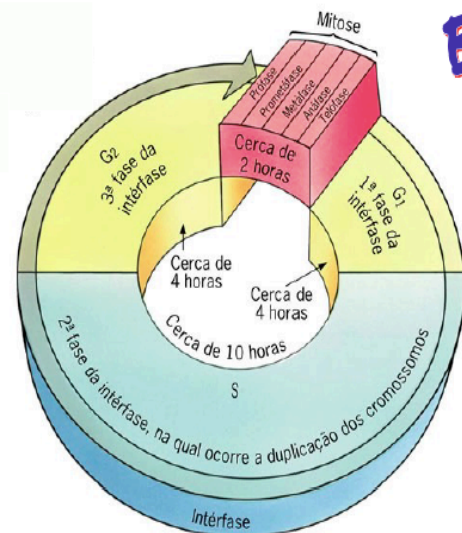 Mitose
Prófase
Prometáfase
Metáfase
Anáfase
Telófase
Cerca de
2 horas
G1
1ª fase da
intérfase
G2
3ª fase da
intérfase
Cerca de
4 horas
Cerca de
4 horas
Cerca de 10 horas
S
2ª fase da intérfase, na qual ocorre a duplicação dos cromossomos
Intérfase